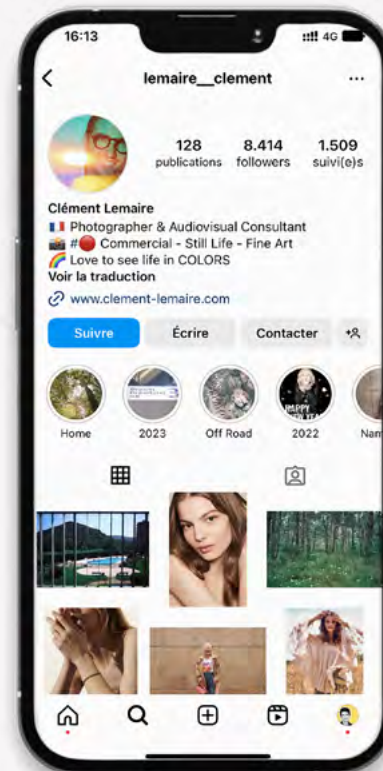 16:13
4G
lemaire__clement
128 8.414 1.509
publications followers suivi(e)s
Clément Lemaire
🇫🇷 Photographer & Audiovisual Consultant
📸 #🔴 Commercial - Still Life - Fine Art
🌈 Love to see life in COLORS
Voir la traduction
www.clement-lemaire.com
Suivre Écrire Contacter
HAPPY
NEW YEAR
Home 2023 Off Road 2022 Nam